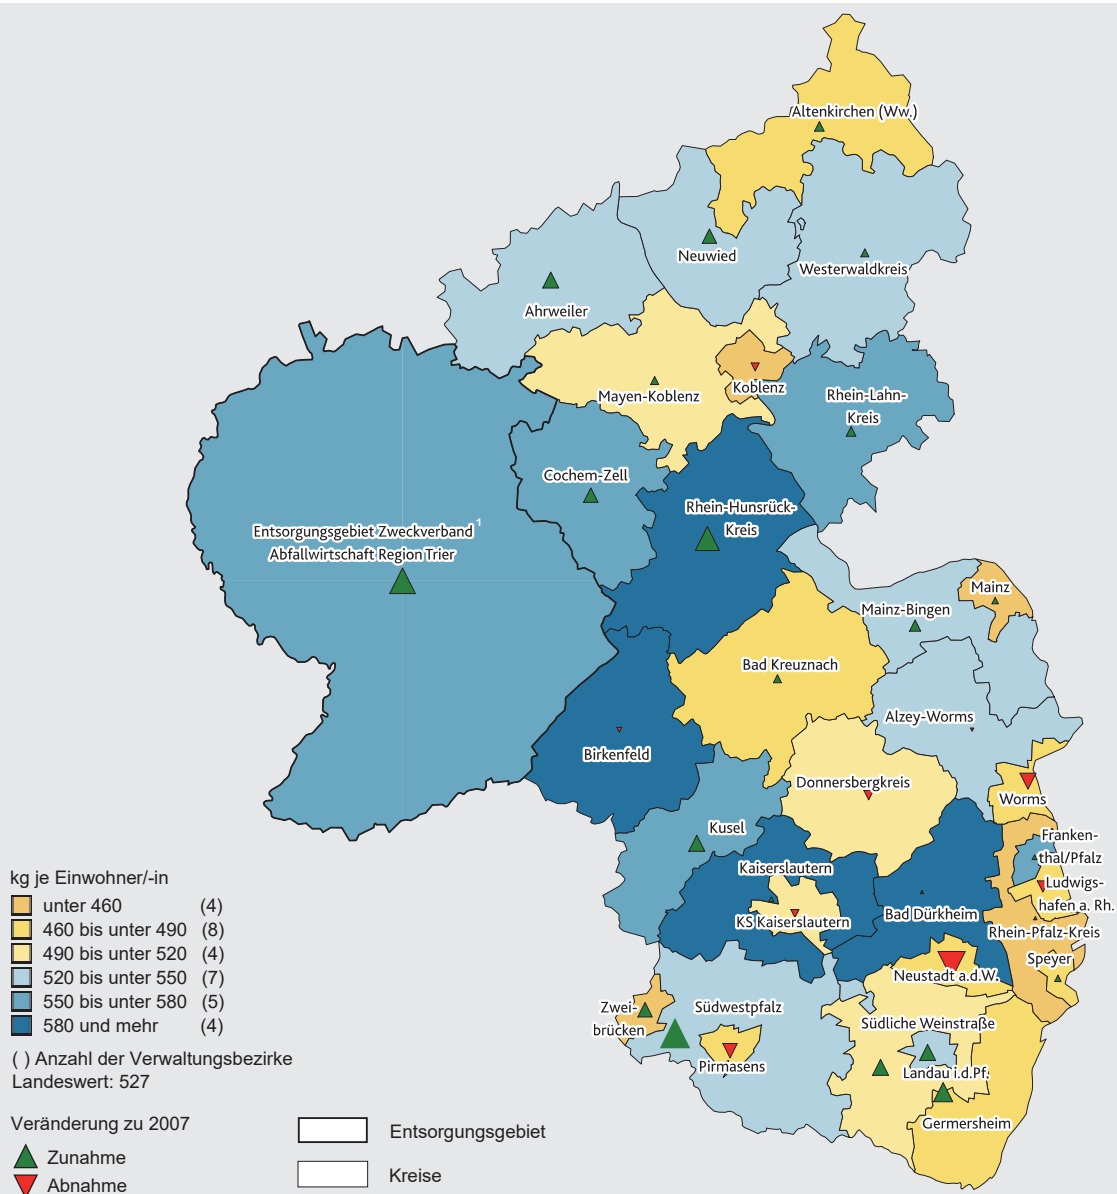 Altenkirchen (Ww.)
Neuwied
Westerwaldkreis
Ahrweiler
Mayen-Koblenz
Koblenz
Rhein-Lahn-
Kreis
Cochem-Zell
Rhein-Hunsrück-
Kreis
Entsorgungsgebiet Zweckverband 1
Abfallwirtschaft Region Trier
Mainz
Mainz-Bingen
Bad Kreuznach
Alzey-Worms
Birkenfeld
Donnersbergkreis
Worms
Kusel
Franken-
thal/Pfalz
Kaiserslautern
Ludwigs-
hafen a. Rh.
KS Kaiserslautern
Bad Dürkheim
Rhein-Pfalz-Kreis
Speyer
Neustadt a.d.W.
Zwei-
brücken
Südwestpfalz
Südliche Weinstraße
Pirmasens
Landau i.d.Pf.
Germersheim
kg je Einwohner/-in
unter 460 (4)
460 bis unter 490 (8)
490 bis unter 520 (4)
520 bis unter 550 (7)
550 bis unter 580 (5)
580 und mehr (4)
( ) Anzahl der Verwaltungsbezirke
Landeswert: 527
Veränderung zu 2007
Zunahme
Abnahme
Entsorgungsgebiet
Kreise